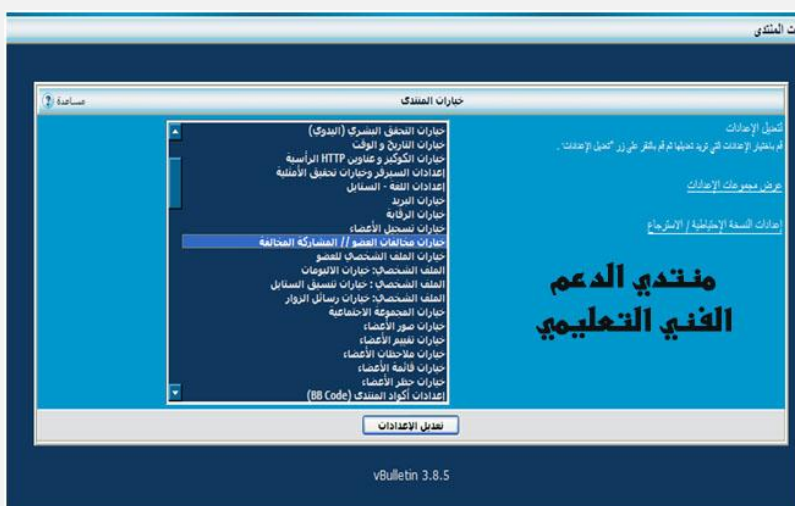 ت المنتدى
خيارات المنتدى
مساعدة
لتعديل الإعدادات
قم باختيار الإعدادات التي تريد تعديلها ثم قم بالنقر على زر "تعديل الإعدادات" .
عرض مجموعات الإعدادات
إعدادات النسخة الإحتياطية / الاسترجاع
منتدي الدعم
الفني التعليمي
خيارات التحقق البشري (اليدوي)
خيارات التاريخ و الوقت
خيارات الكوكيز و عناوين HTTP الرأسية
إعدادات السيرفر وخيارات تحقيق الأمثلية
إعدادات اللغة - الستايل
خيارات البريد
خيارات الرقابة
خيارات تسجيل الأعضاء
خيارات مخالفات العضو // المشاركة المخالفة
خيارات الملف الشخصي للعضو
الملف الشخصي: خيارات الالبومات
الملف الشخصي : خيارات تنسيق الستايل
الملف الشخصي: خيارات رسائل الزوار
خيارات المجموعة الاجتماعية
خيارات صور الأعضاء
خيارات تقييم الأعضاء
خيارات ملاحظات الأعضاء
خيارات قائمة الأعضاء
خيارات حظر الأعضاء
إعدادات أكواد المنتدى (BB Code)
تعديل الإعدادات
vBulletin 3.8.5